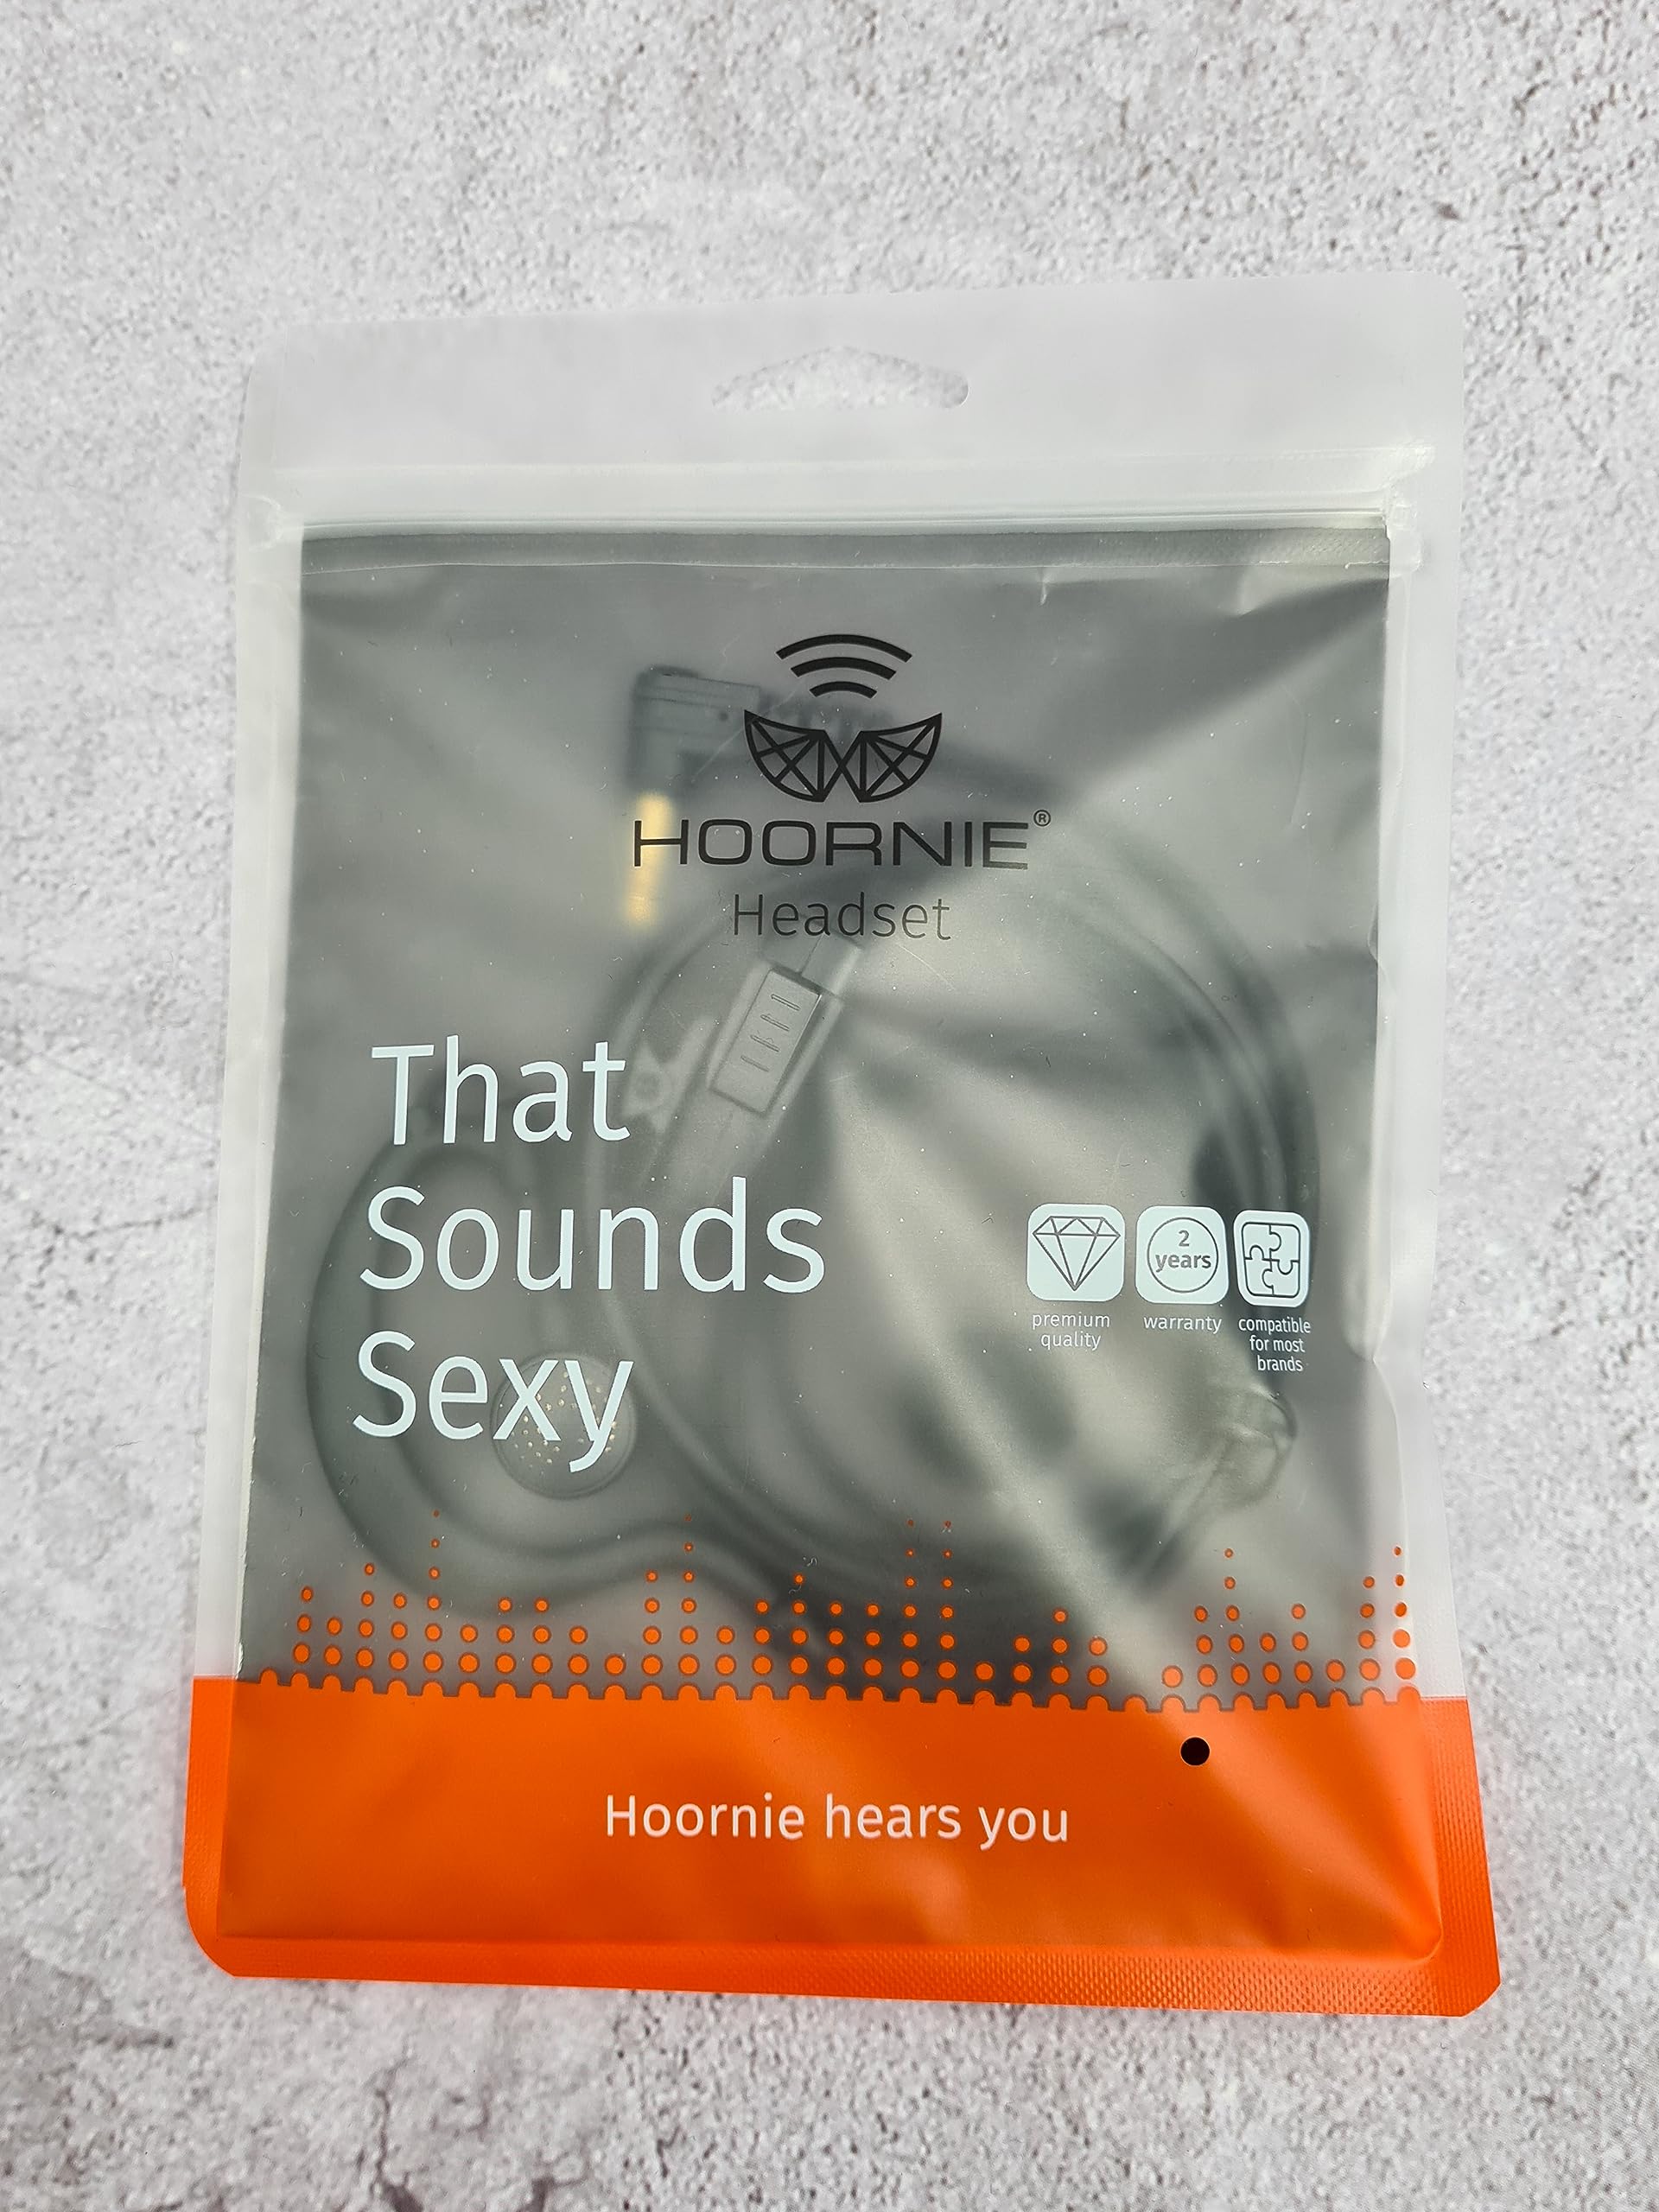 HOORNIE®
Headset
That
Sounds
Sexy
2
years
premium
quality
warranty
compatible
for most
brands
Hoornie hears you